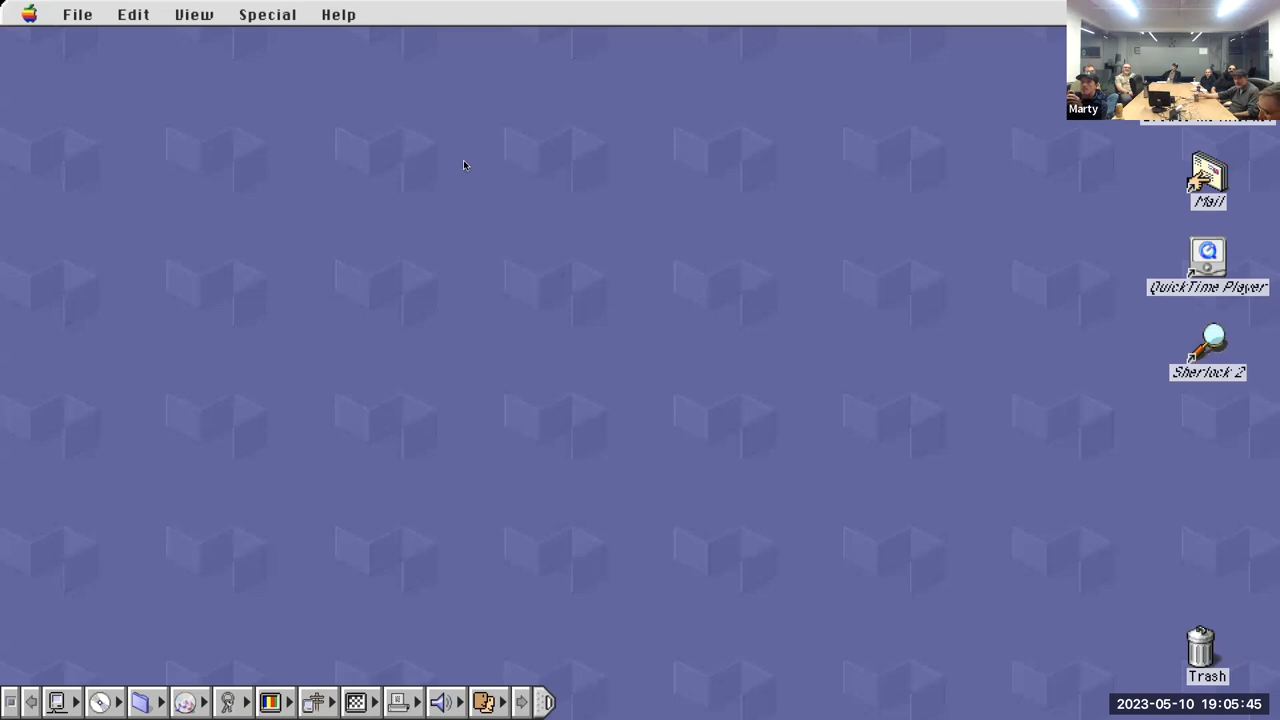 File Edit View Special Help
Marty
Mail
QuickTime Player
Sherlock 2
Trash
2023-05-10 19:05:45